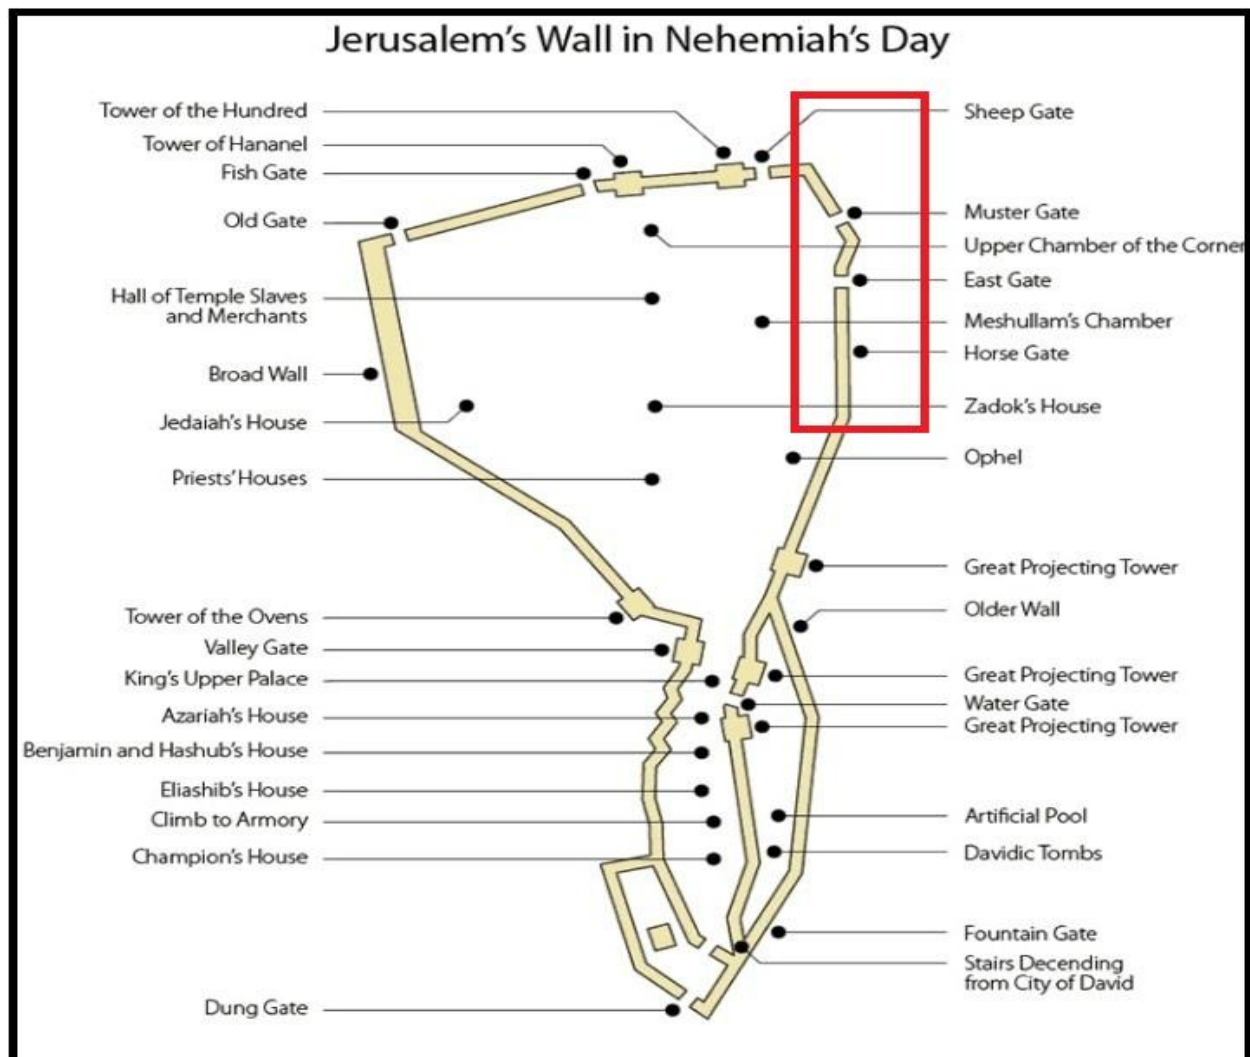 Jerusalem's Wall in Nehemiah's Day
Tower of the Hundred
Tower of Hananel
Fish Gate
Old Gate
Hall of Temple Slaves
and Merchants
Broad Wall
Jedaiah's House
Priests' Houses
Tower of the Ovens
Valley Gate
King's Upper Palace
Azariah's House
Benjamin and Hashub's House
Eliashib's House
Climb to Armory
Champion's House
Dung Gate
Sheep Gate
Muster Gate
Upper Chamber of the Corner
East Gate
Meshullam's Chamber
Horse Gate
Zadok's House
Ophel
Great Projecting Tower
Older Wall
Great Projecting Tower
Water Gate
Great Projecting Tower
Artificial Pool
Davidic Tombs
Fountain Gate
Stairs Decending
from City of David